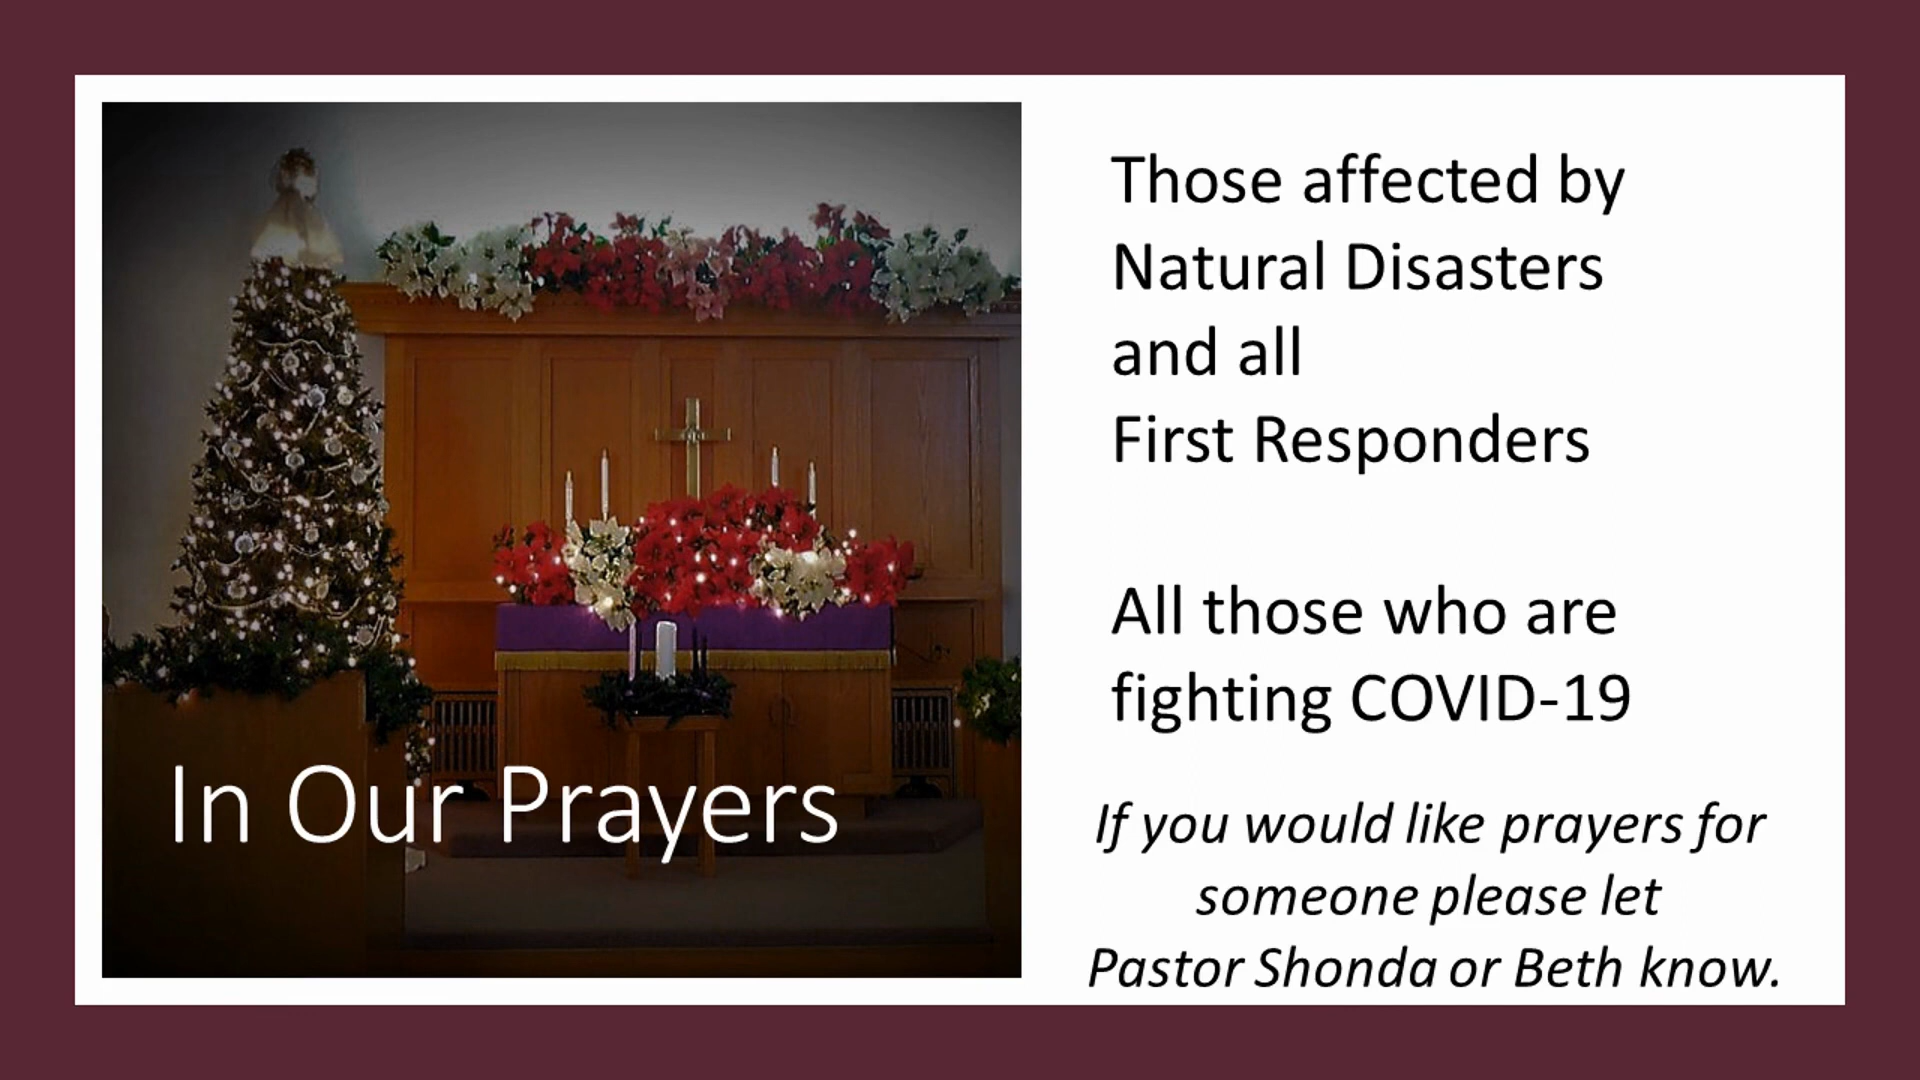 In Our Prayers
Those affected by
Natural Disasters
and all
First Responders
All those who are
fighting COVID-19
If you would like prayers for
someone please let
Pastor Shonda or Beth know.